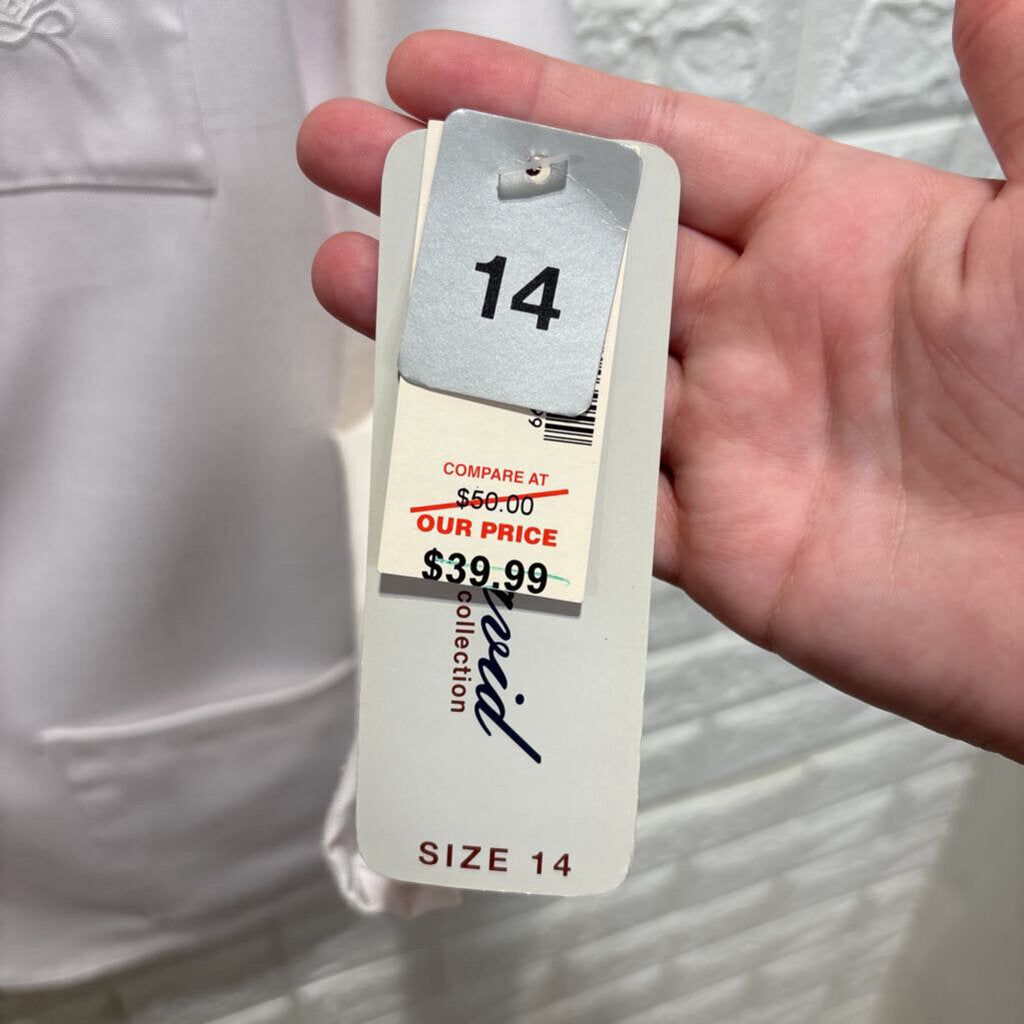 14
COMPARE AT
$50.00
OUR PRICE
$39.99
collection
SIZE 14